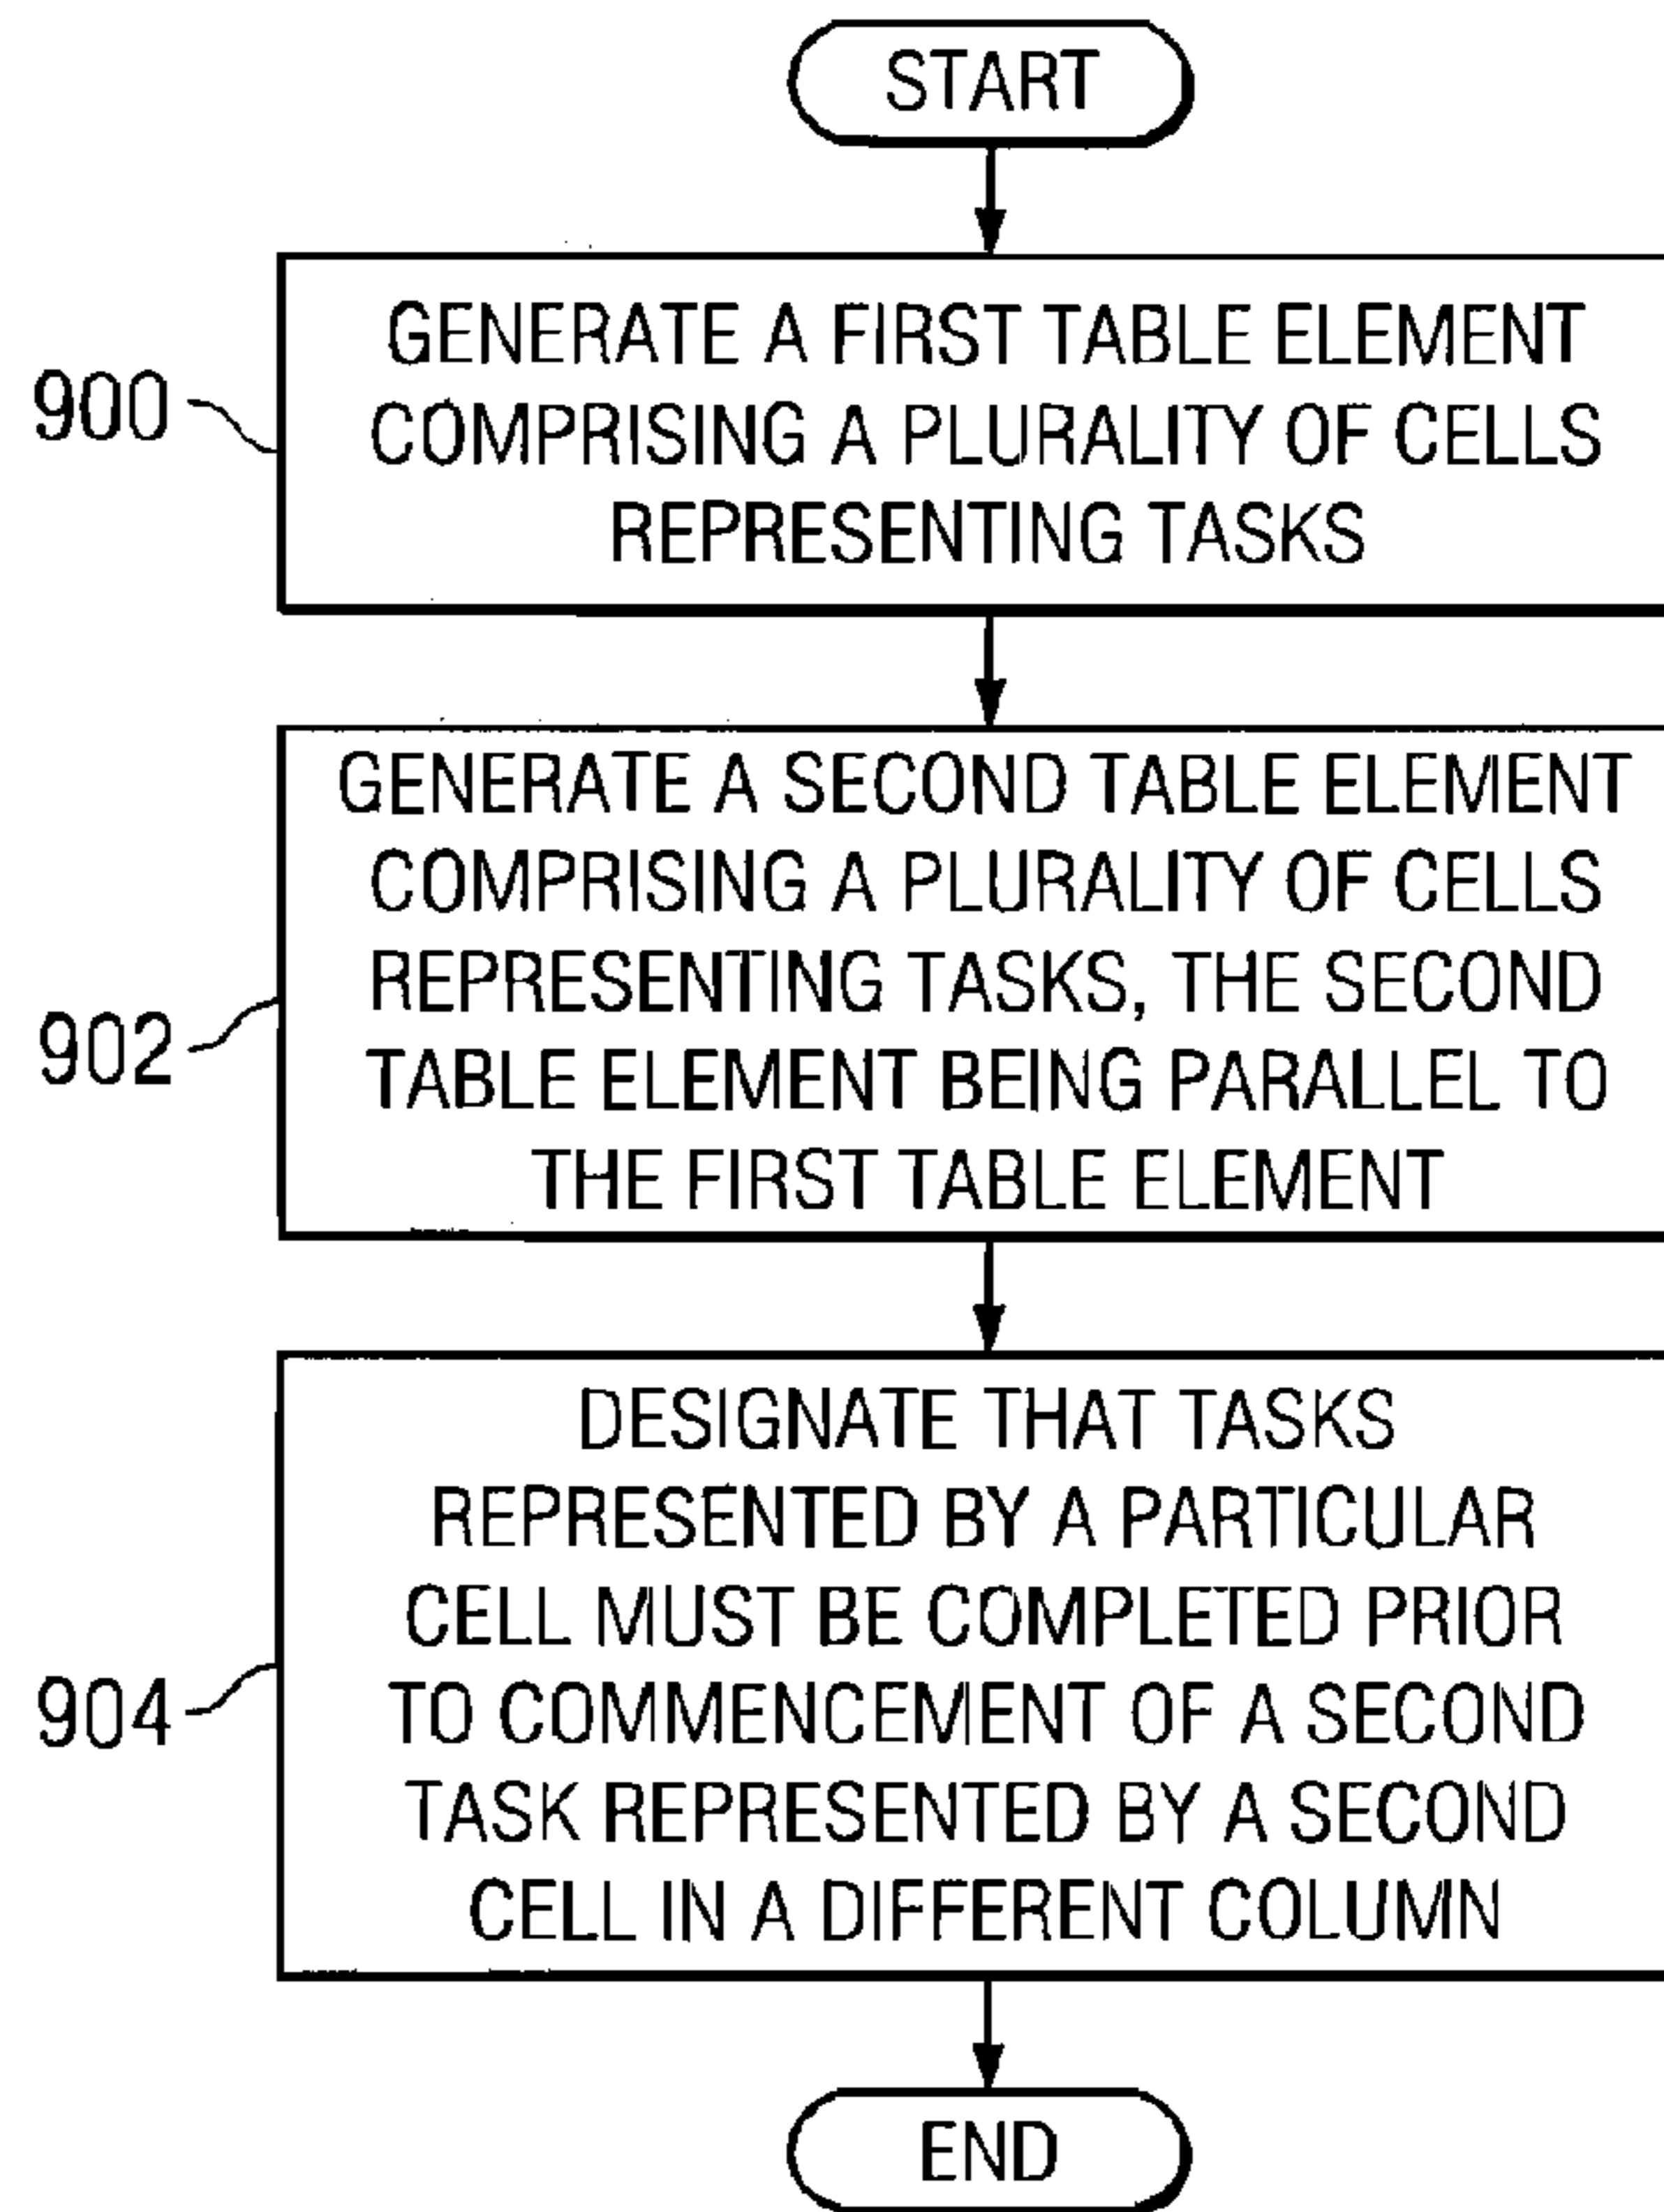 START
900
GENERATE A FIRST TABLE ELEMENT
COMPRISING A PLURALITY OF CELLS
REPRESENTING TASKS
902
GENERATE A SECOND TABLE ELEMENT
COMPRISING A PLURALITY OF CELLS
REPRESENTING TASKS, THE SECOND
TABLE ELEMENT BEING PARALLEL TO
THE FIRST TABLE ELEMENT
904
DESIGNATE THAT TASKS
REPRESENTED BY A PARTICULAR
CELL MUST BE COMPLETED PRIOR
TO COMMENCEMENT OF A SECOND
TASK REPRESENTED BY A SECOND
CELL IN A DIFFERENT COLUMN
END